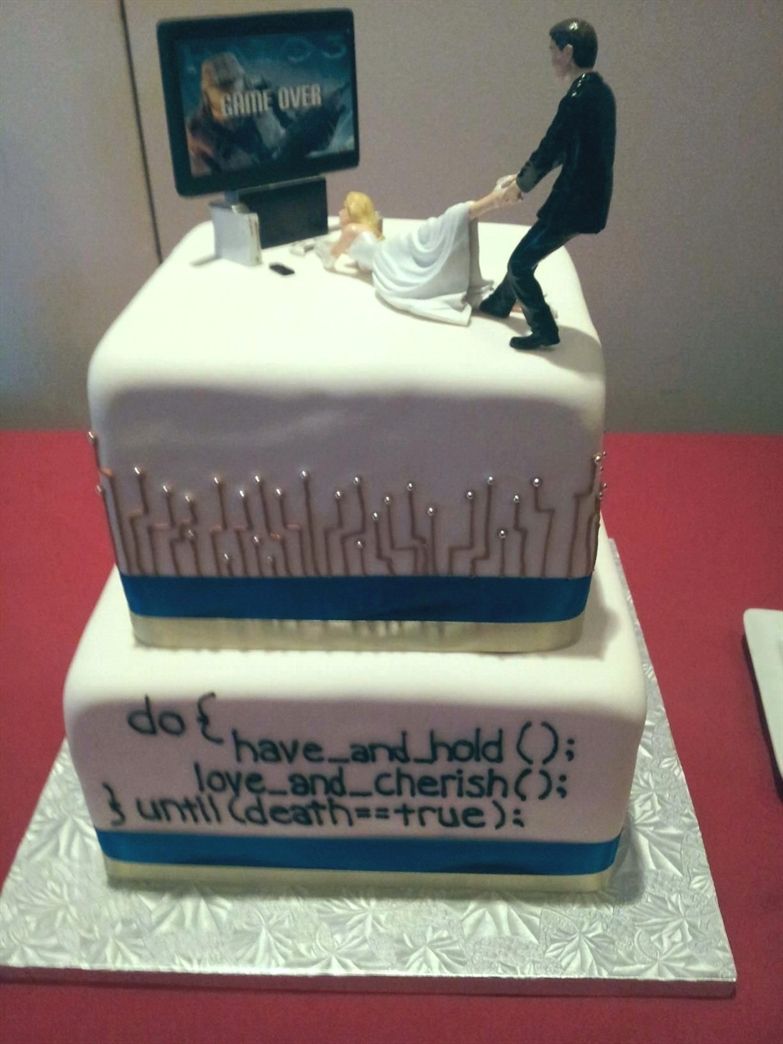 GAME OVER
do {
have_and_hold ();
love_and_cherish();
} until (death==true);